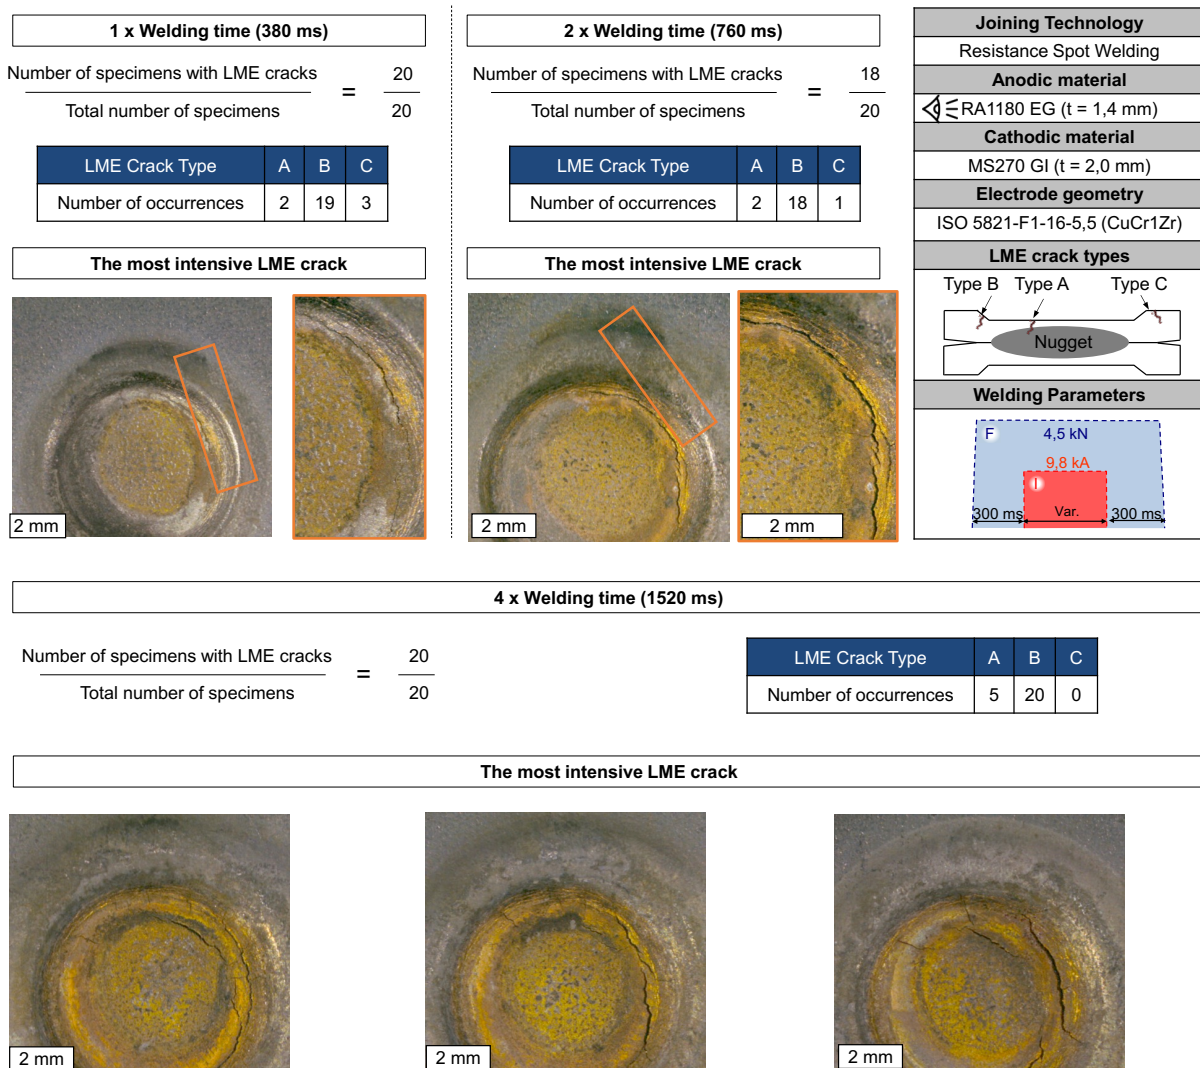 1 x Welding time (380 ms)
Number of specimens with LME cracks
Total number of specimens
=
20
20
LME Crack Type A B C
Number of occurrences 2 19 3
The most intensive LME crack
2 mm
2 x Welding time (760 ms)
Number of specimens with LME cracks
Total number of specimens
=
18
20
LME Crack Type A B C
Number of occurrences 2 18 1
The most intensive LME crack
2 mm
2 mm
Joining Technology
Resistance Spot Welding
Anodic material
RA1180 EG (t = 1,4 mm)
Cathodic material
MS270 GI (t = 2,0 mm)
Electrode geometry
ISO 5821-F1-16-5,5 (CuCr1Zr)
LME crack types
Type B Type A Type C
Nugget
Welding Parameters
F 4,5 kN
9,8 kA
I
300 ms Var. 300 ms
4 x Welding time (1520 ms)
Number of specimens with LME cracks
Total number of specimens
=
20
20
LME Crack Type A B C
Number of occurrences 5 20 0
The most intensive LME crack
2 mm
2 mm
2 mm